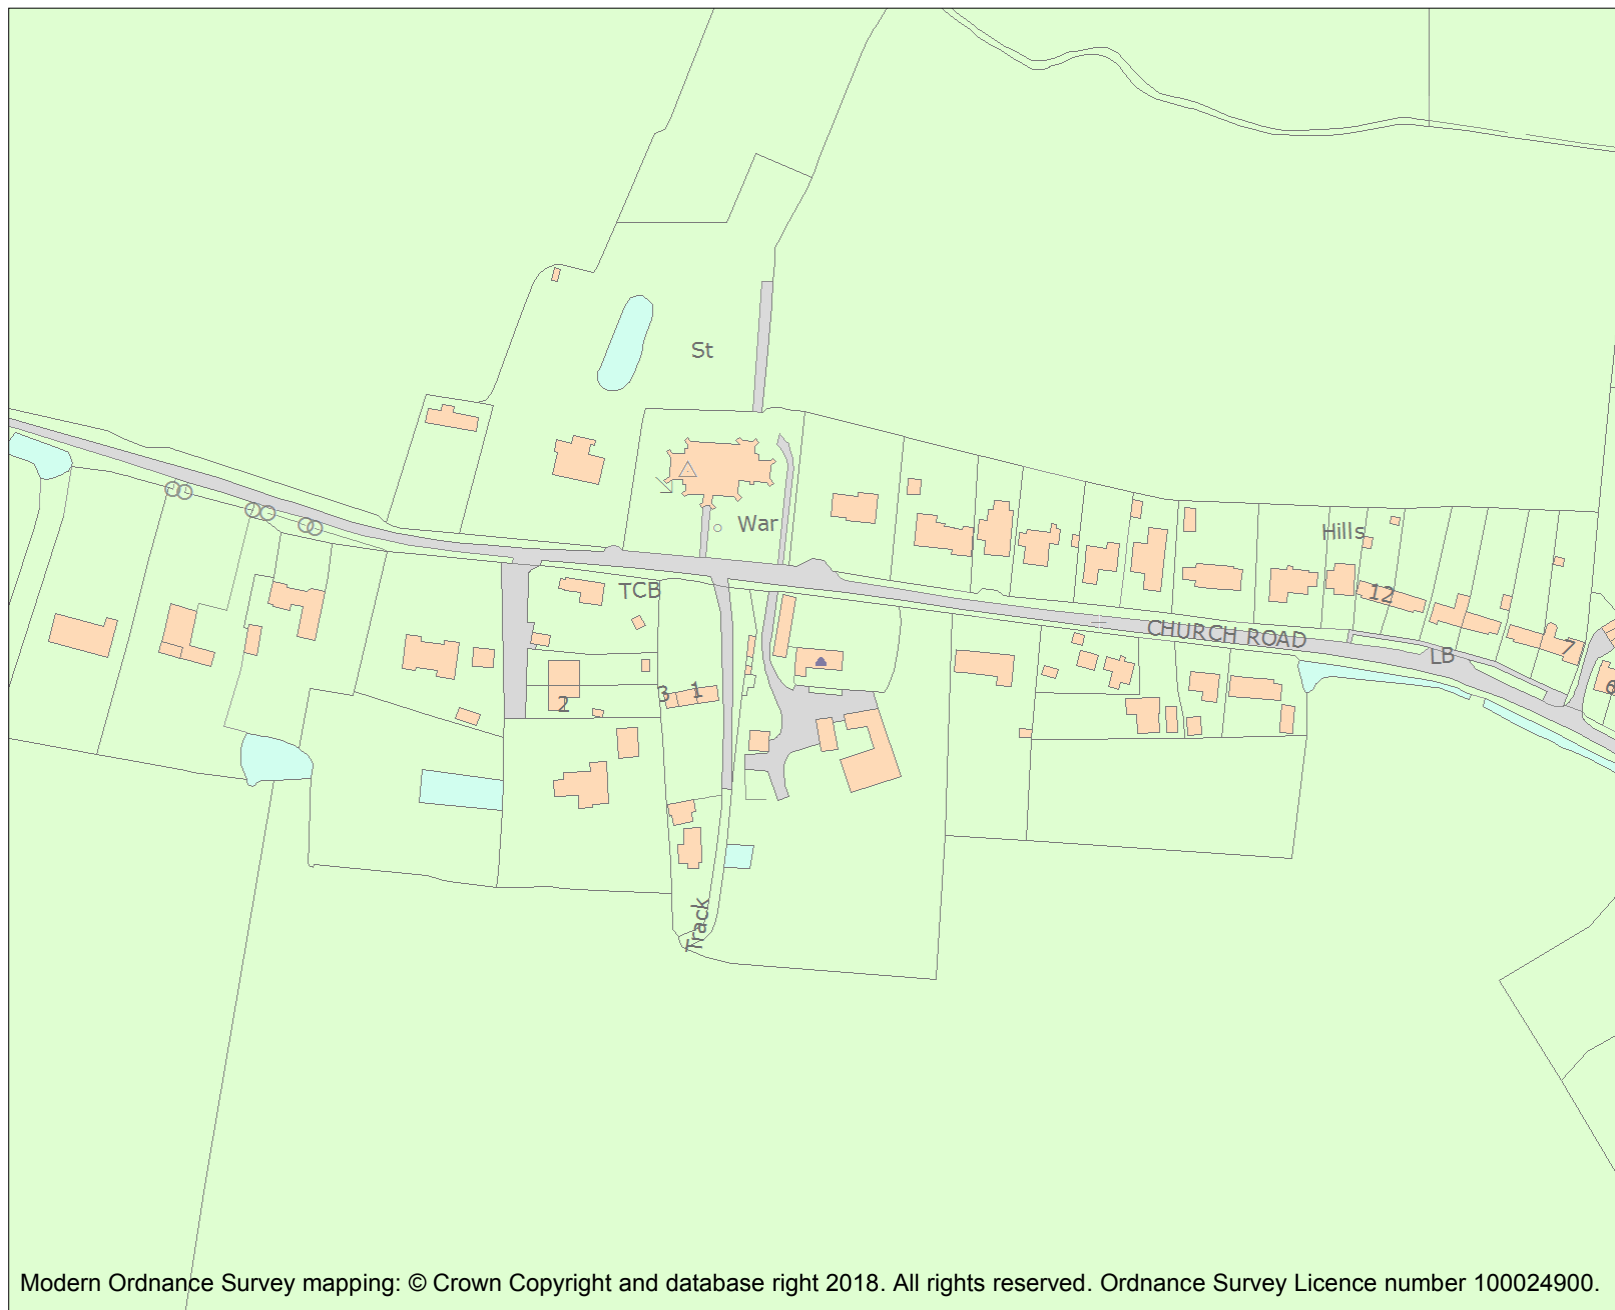 St
War
Hills
TCB
12
CHURCH ROAD
LB
7
6
3
1
2
Track
Modern Ordnance Survey mapping: © Crown Copyright and database right 2018. All rights reserved. Ordnance Survey Licence number 100024900.